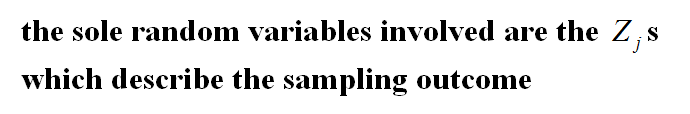 the sole random variables involved are the Z_j s
which describe the sampling outcome